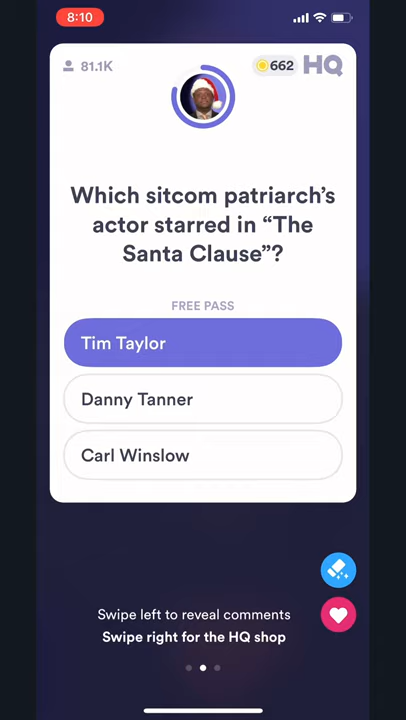 8:10
81.1K
662 HQ
Which sitcom patriarch’s
actor starred in “The
Santa Clause”?
FREE PASS
Tim Taylor
Danny Tanner
Carl Winslow
Swipe left to reveal comments
Swipe right for the HQ shop